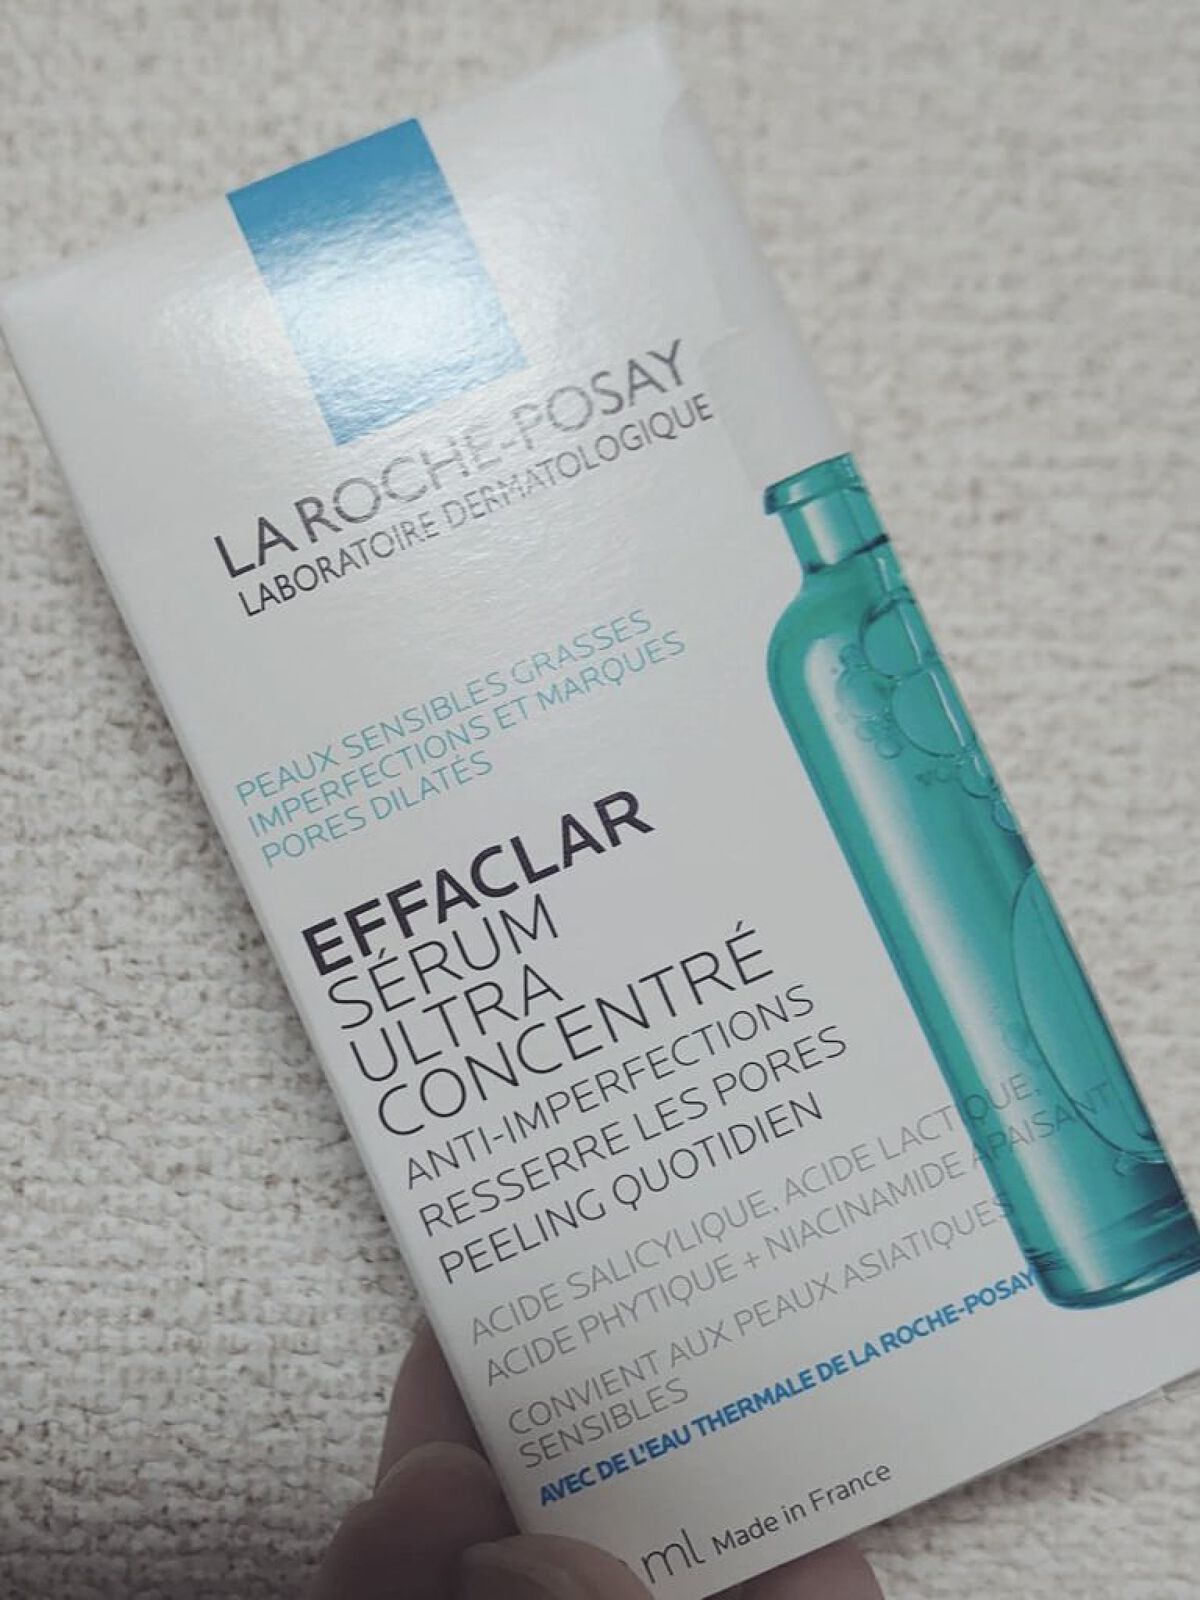 LA ROCHE-POSAY
LABORATOIRE DERMATOLOGIQUE
PEAUX SENSIBLES GRASSES
IMPERFECTIONS ET MARQUES
PORES DILATÉS
EFFACLAR
SÉRUM
ULTRA
CONCENTRÉ
ANTI-IMPERFECTIONS
RESSERRE LES PORES
PEELING QUOTIDIEN
ACIDE SALICYLIQUE, ACIDE LACTIQUE,
ACIDE PHYTIQUE + NIACINAMIDE APAISANT
CONVIENT AUX PEAUX ASIATIQUES
SENSIBLES
AVEC DE L'EAU THERMALE DE LA ROCHE-POSAY
ml Made in France